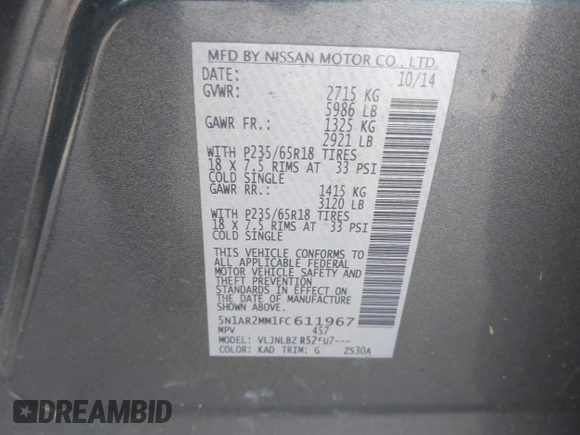 MFD BY NISSAN MOTOR CO., LTD.
DATE: 10/14
GVWR: 2715 KG
5986 LB
GAWR FR.: 1325 KG
2921 LB
WITH P235/65R18 TIRES
18 X 7.5 RIMS AT 33 PSI
COLD SINGLE
GAWR RR.: 1415 KG
3120 LB
WITH P235/65R18 TIRES
18 X 7.5 RIMS AT 33 PSI
COLD SINGLE
THIS VEHICLE CONFORMS TO
ALL APPLICABLE FEDERAL
MOTOR VEHICLE SAFETY AND
THEFT PREVENTION
STANDARDS IN EFFECT ON
THE DATE OF MANUFACTURE
SHOWN ABOVE.
5N1AR2MM1FC611967
MPV 457
MODEL: VLJNLBZ R52EU7---
COLOR: KAD TRIM: G ZS30A
DREAMBID